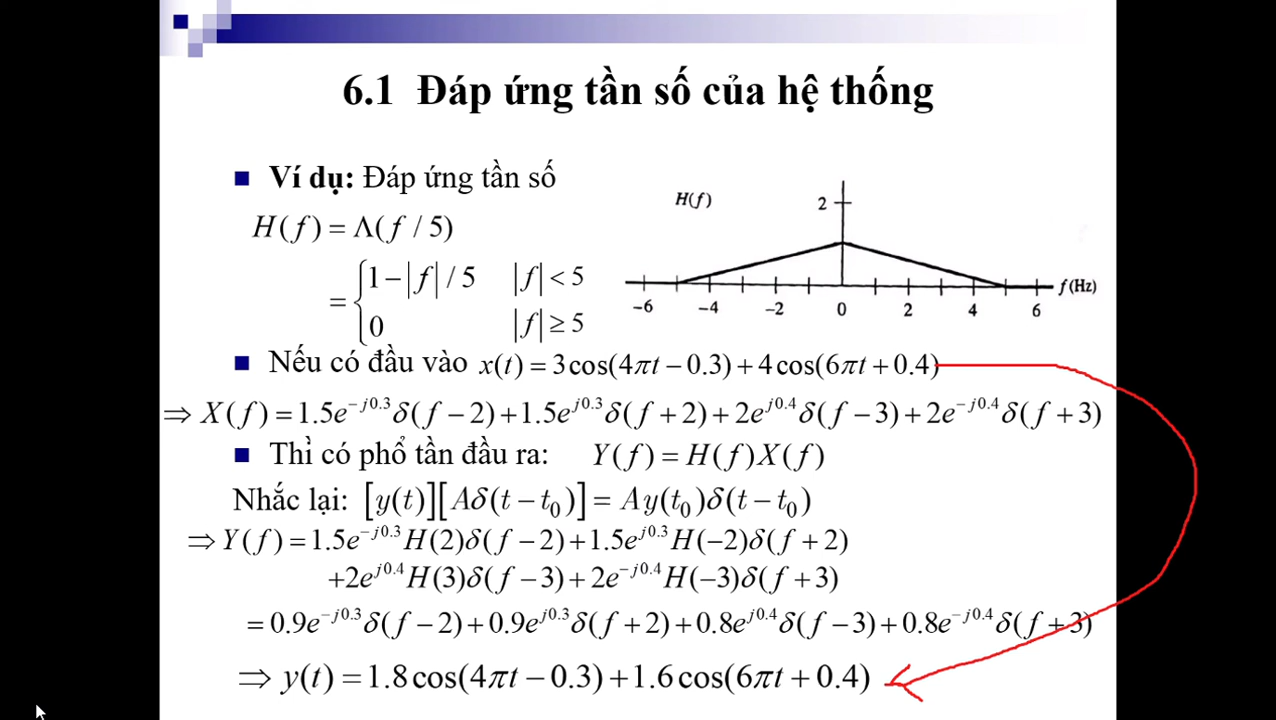 6.1 Đáp ứng tần số của hệ thống
Ví dụ: Đáp ứng tần số
H(f) = Λ(f / 5)
= { 1−|f| / 5   |f| < 5
0   |f| ≥ 5
H(f)
2
-6 -4 -2 0 2 4 6 f(Hz)
Nếu có đầu vào x(t) = 3cos(4πt − 0.3) + 4cos(6πt + 0.4)
⇒ X(f) = 1.5e^{−j0.3}δ(f − 2) + 1.5e^{j0.3}δ(f + 2) + 2e^{j0.4}δ(f − 3) + 2e^{−j0.4}δ(f + 3)
Thì có phổ tần đầu ra: Y(f) = H(f)X(f)
Nhắc lại: [y(t)][Aδ(t − t₀)] = Ay(t₀)δ(t − t₀)
⇒ Y(f) = 1.5e^{−j0.3}H(2)δ(f − 2) + 1.5e^{j0.3}H(−2)δ(f + 2)
+2e^{j0.4}H(3)δ(f − 3) + 2e^{−j0.4}H(−3)δ(f + 3)
= 0.9e^{−j0.3}δ(f − 2) + 0.9e^{j0.3}δ(f + 2) + 0.8e^{j0.4}δ(f − 3) + 0.8e^{−j0.4}δ(f + 3)
⇒ y(t) = 1.8cos(4πt − 0.3) + 1.6cos(6πt + 0.4)